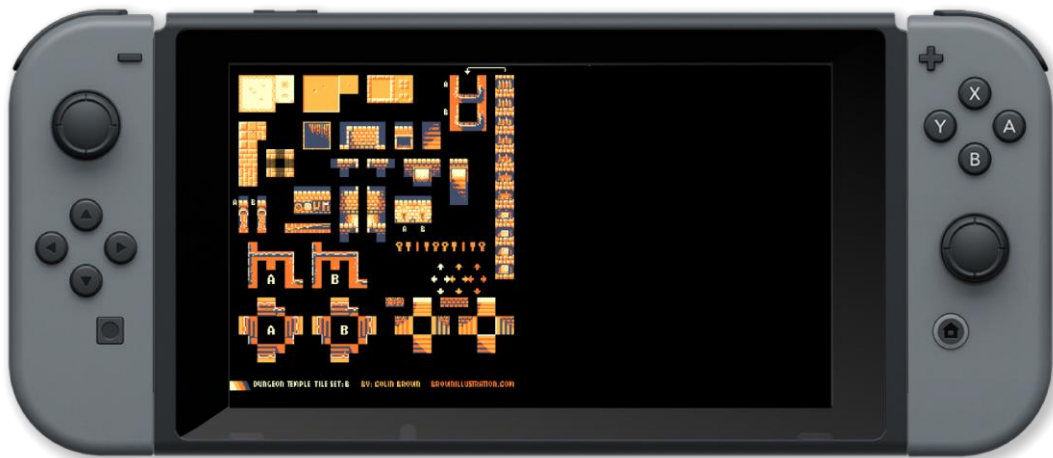 X
Y A
B
A
B
A B
A B
A B
A B
DUNGEON TEMPLE TILE SET: B BY: COLIN BROWN BROWNILLUSTRATION.COM